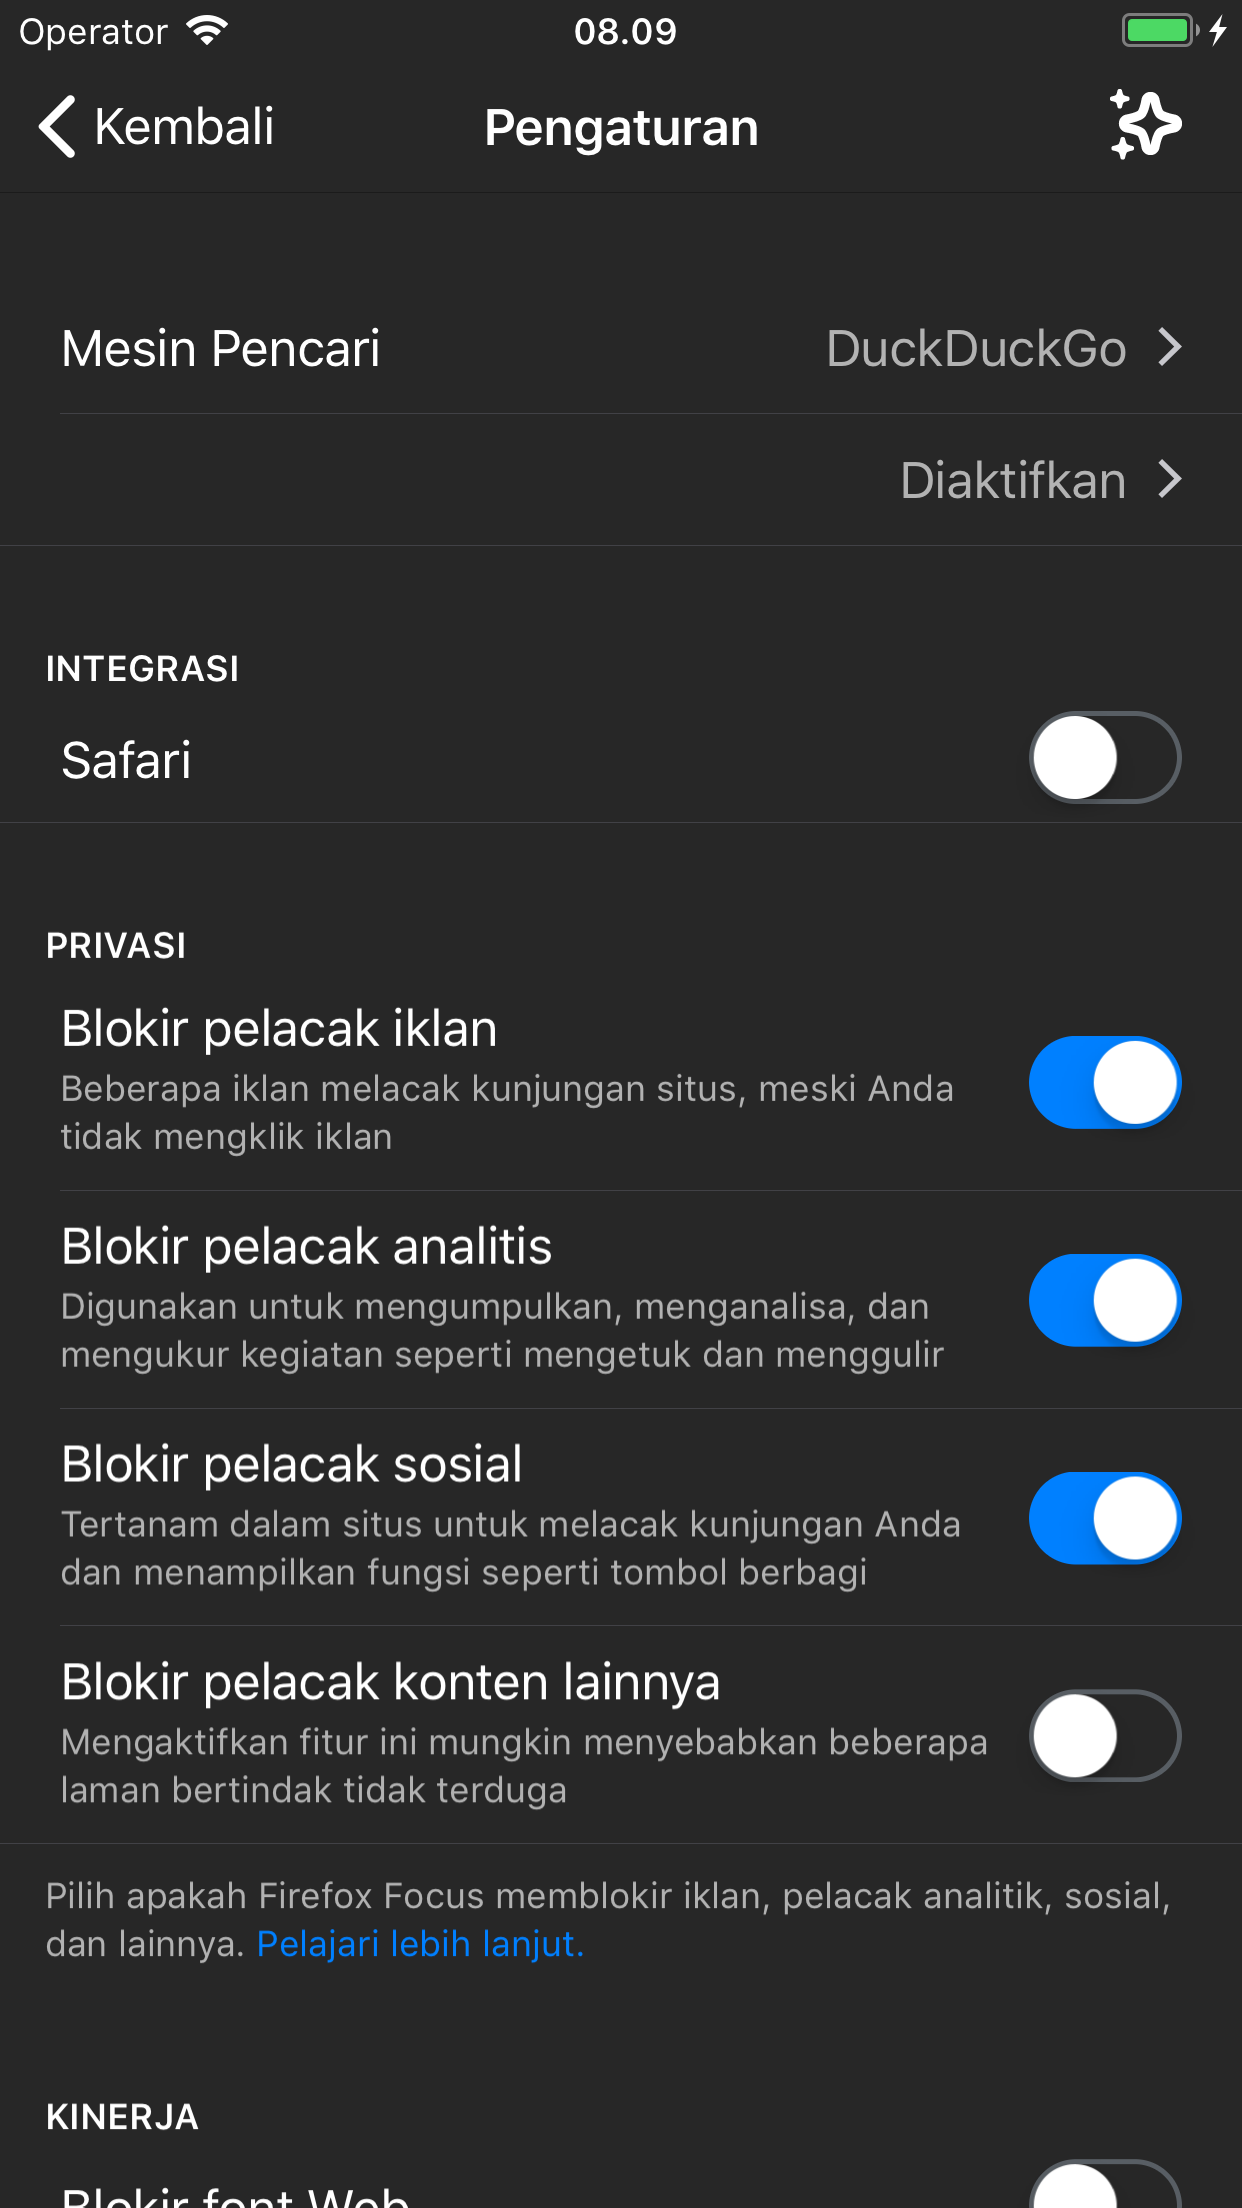 Operator 08.09
Kembali Pengaturan
Mesin Pencari DuckDuckGo
Diaktifkan
INTEGRASI
Safari
PRIVASI
Blokir pelacak iklan
Beberapa iklan melacak kunjungan situs, meski Anda
tidak mengklik iklan
Blokir pelacak analitis
Digunakan untuk mengumpulkan, menganalisa, dan
mengukur kegiatan seperti mengetuk dan menggulir
Blokir pelacak sosial
Tertanam dalam situs untuk melacak kunjungan Anda
dan menampilkan fungsi seperti tombol berbagi
Blokir pelacak konten lainnya
Mengaktifkan fitur ini mungkin menyebabkan beberapa
laman bertindak tidak terduga
Pilih apakah Firefox Focus memblokir iklan, pelacak analitik, sosial,
dan lainnya. Pelajari lebih lanjut.
KINERJA
Blokir font Web